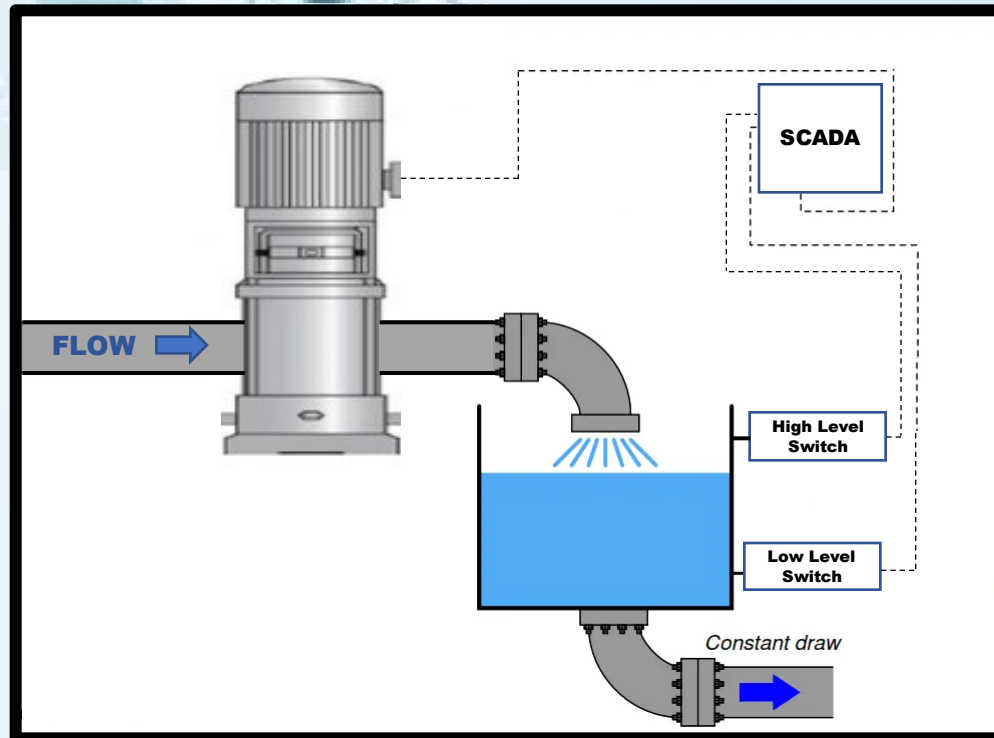 SCADA
FLOW
High Level
Switch
Low Level
Switch
Constant draw